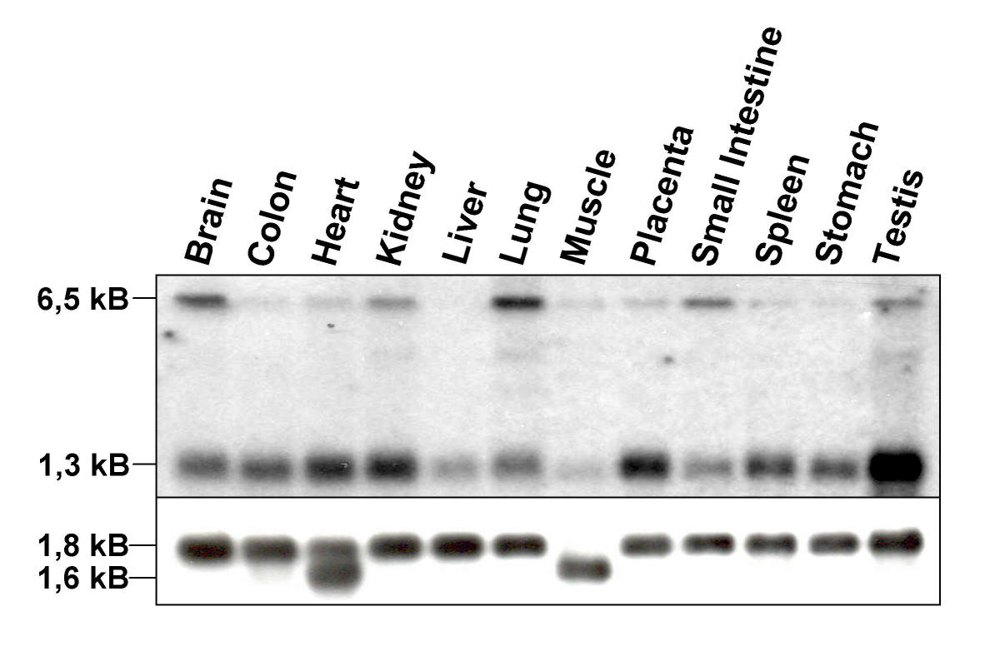 Brain
Colon
Heart
Kidney
Liver
Lung
Muscle
Placenta
Small Intestine
Spleen
Stomach
Testis
6,5 kB
1,3 kB
1,8 kB
1,6 kB